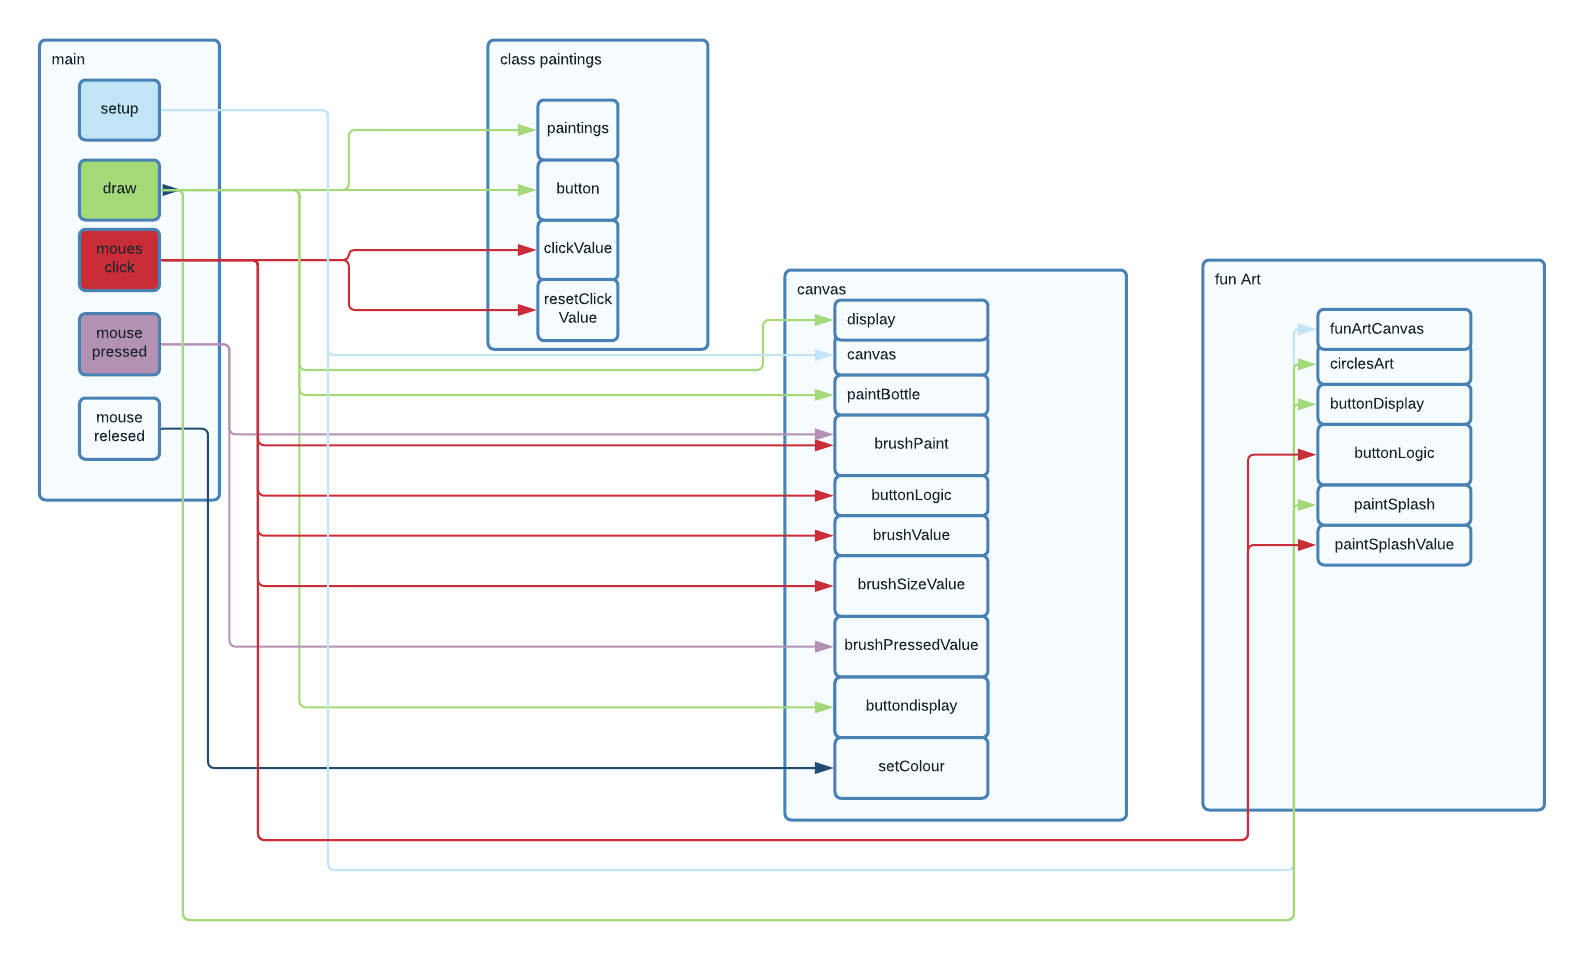 main
setup
draw
moues
click
mouse
pressed
mouse
relesed
class paintings
paintings
button
clickValue
resetClick
Value
canvas
display
canvas
paintBottle
brushPaint
buttonLogic
brushValue
brushSizeValue
brushPressedValue
buttondisplay
setColour
fun Art
funArtCanvas
circlesArt
buttonDisplay
buttonLogic
paintSplash
paintSplashValue